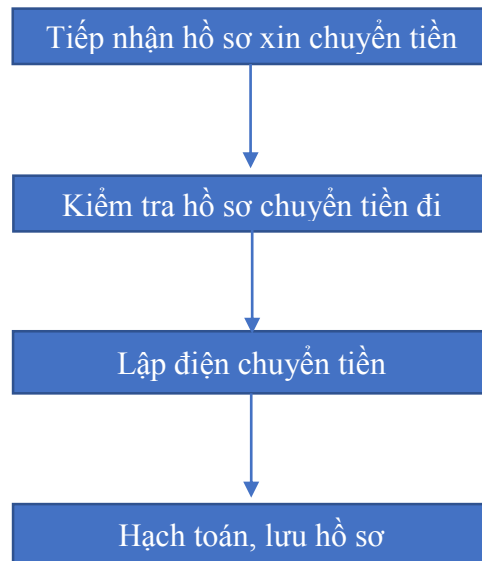 Tiếp nhận hồ sơ xin chuyển tiền
Kiểm tra hồ sơ chuyển tiền đi
Lập điện chuyển tiền
Hạch toán, lưu hồ sơ